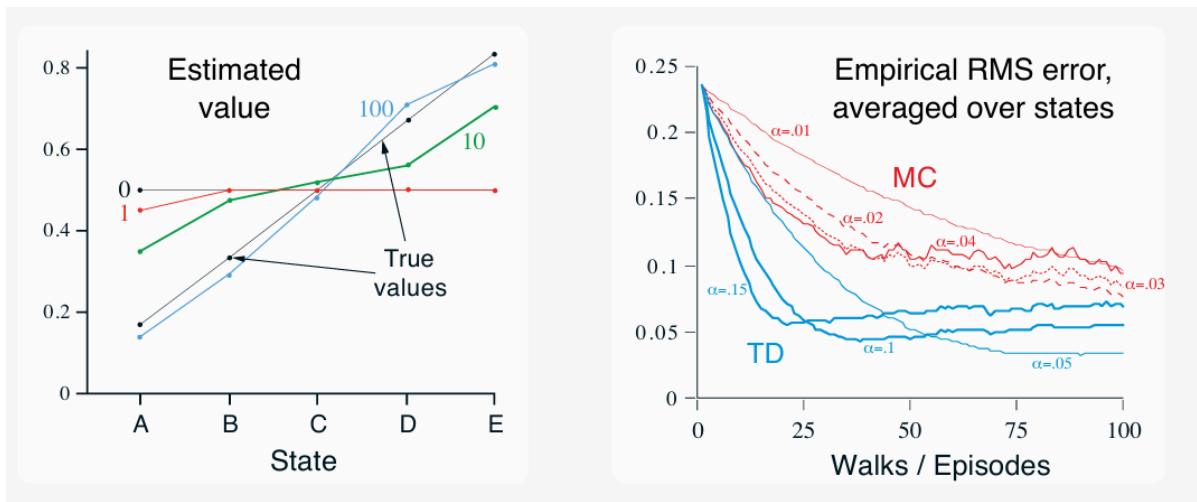 Estimated
value
0.8
0.6
0.4
0.2
0
0
1
10
100
True
values
A B C D E
State
Empirical RMS error,
averaged over states
0.25
0.2
0.15
0.1
0.05
0
α=.01
MC
α=.02
α=.04
α=.03
α=.15
TD
α=.1
α=.05
0 25 50 75 100
Walks / Episodes